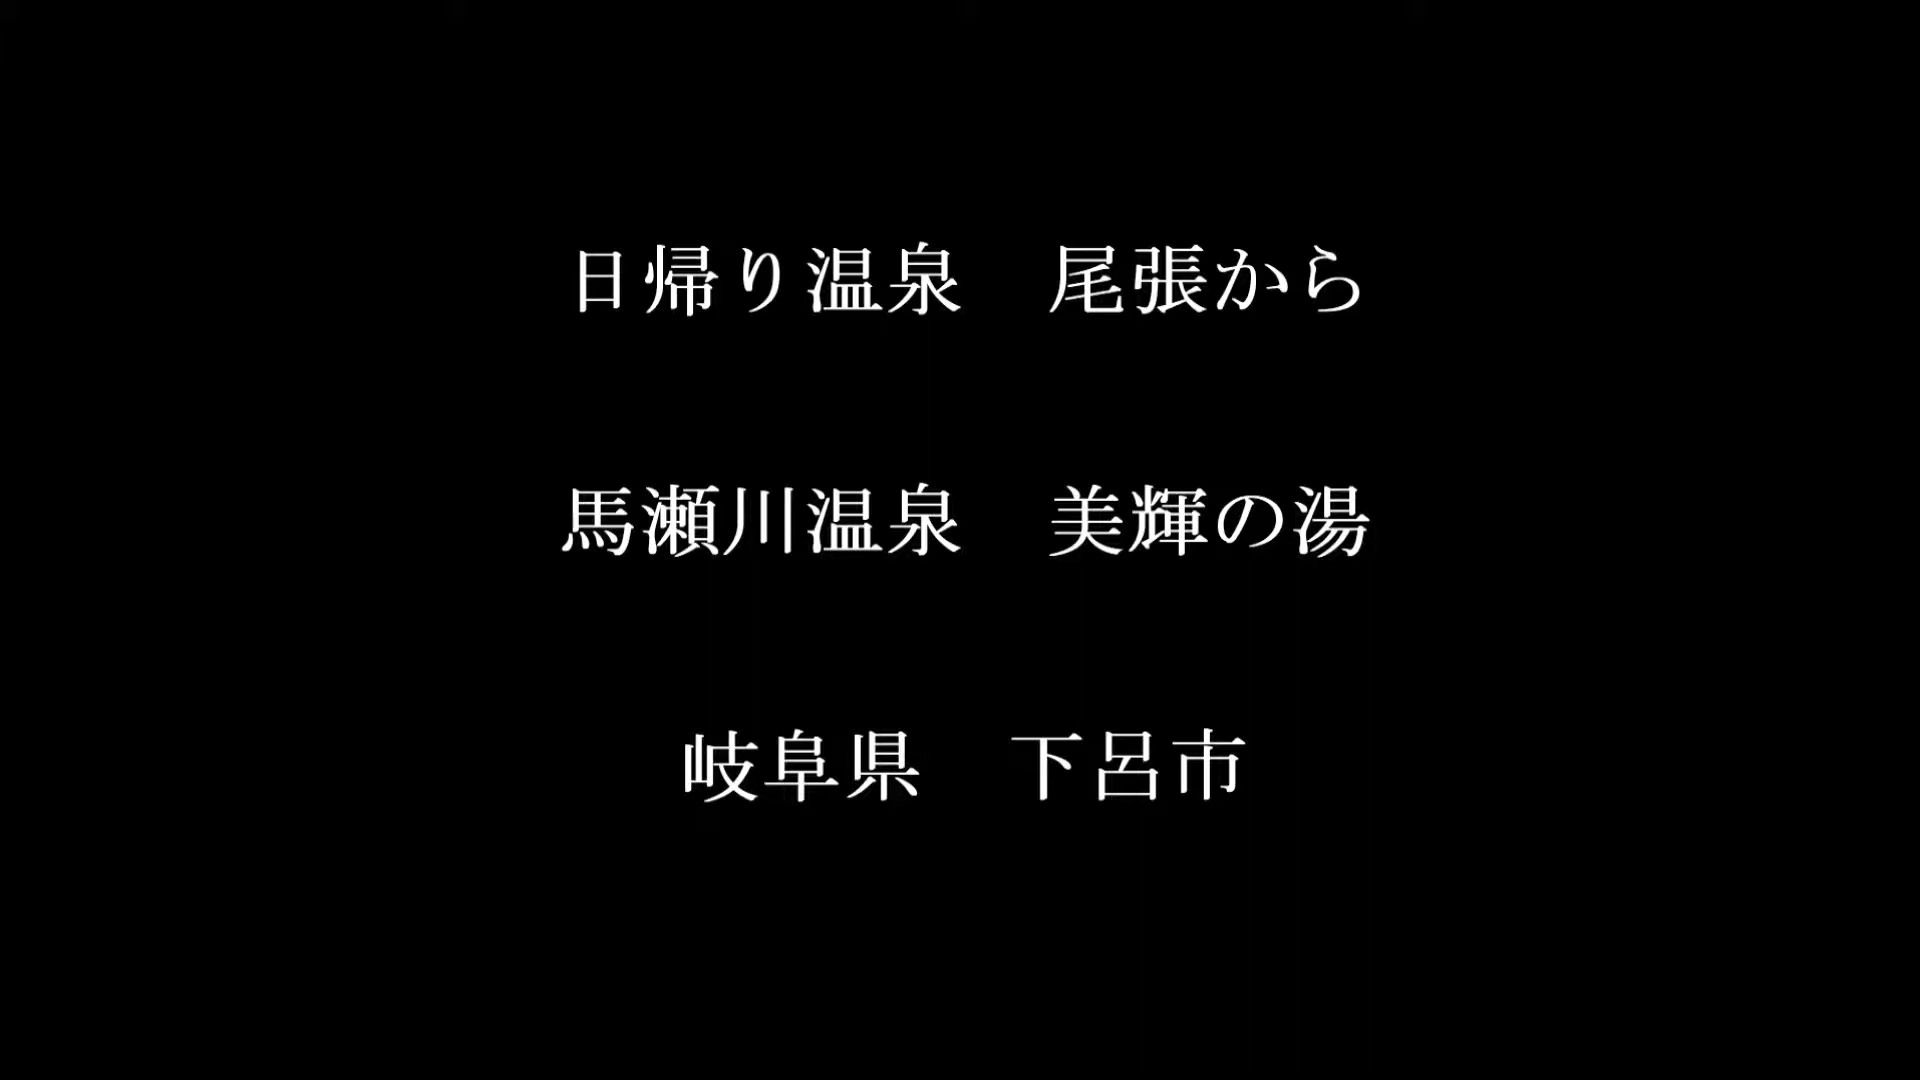 日帰り温泉　尾張から
馬瀬川温泉　美輝の湯
岐阜県　下呂市